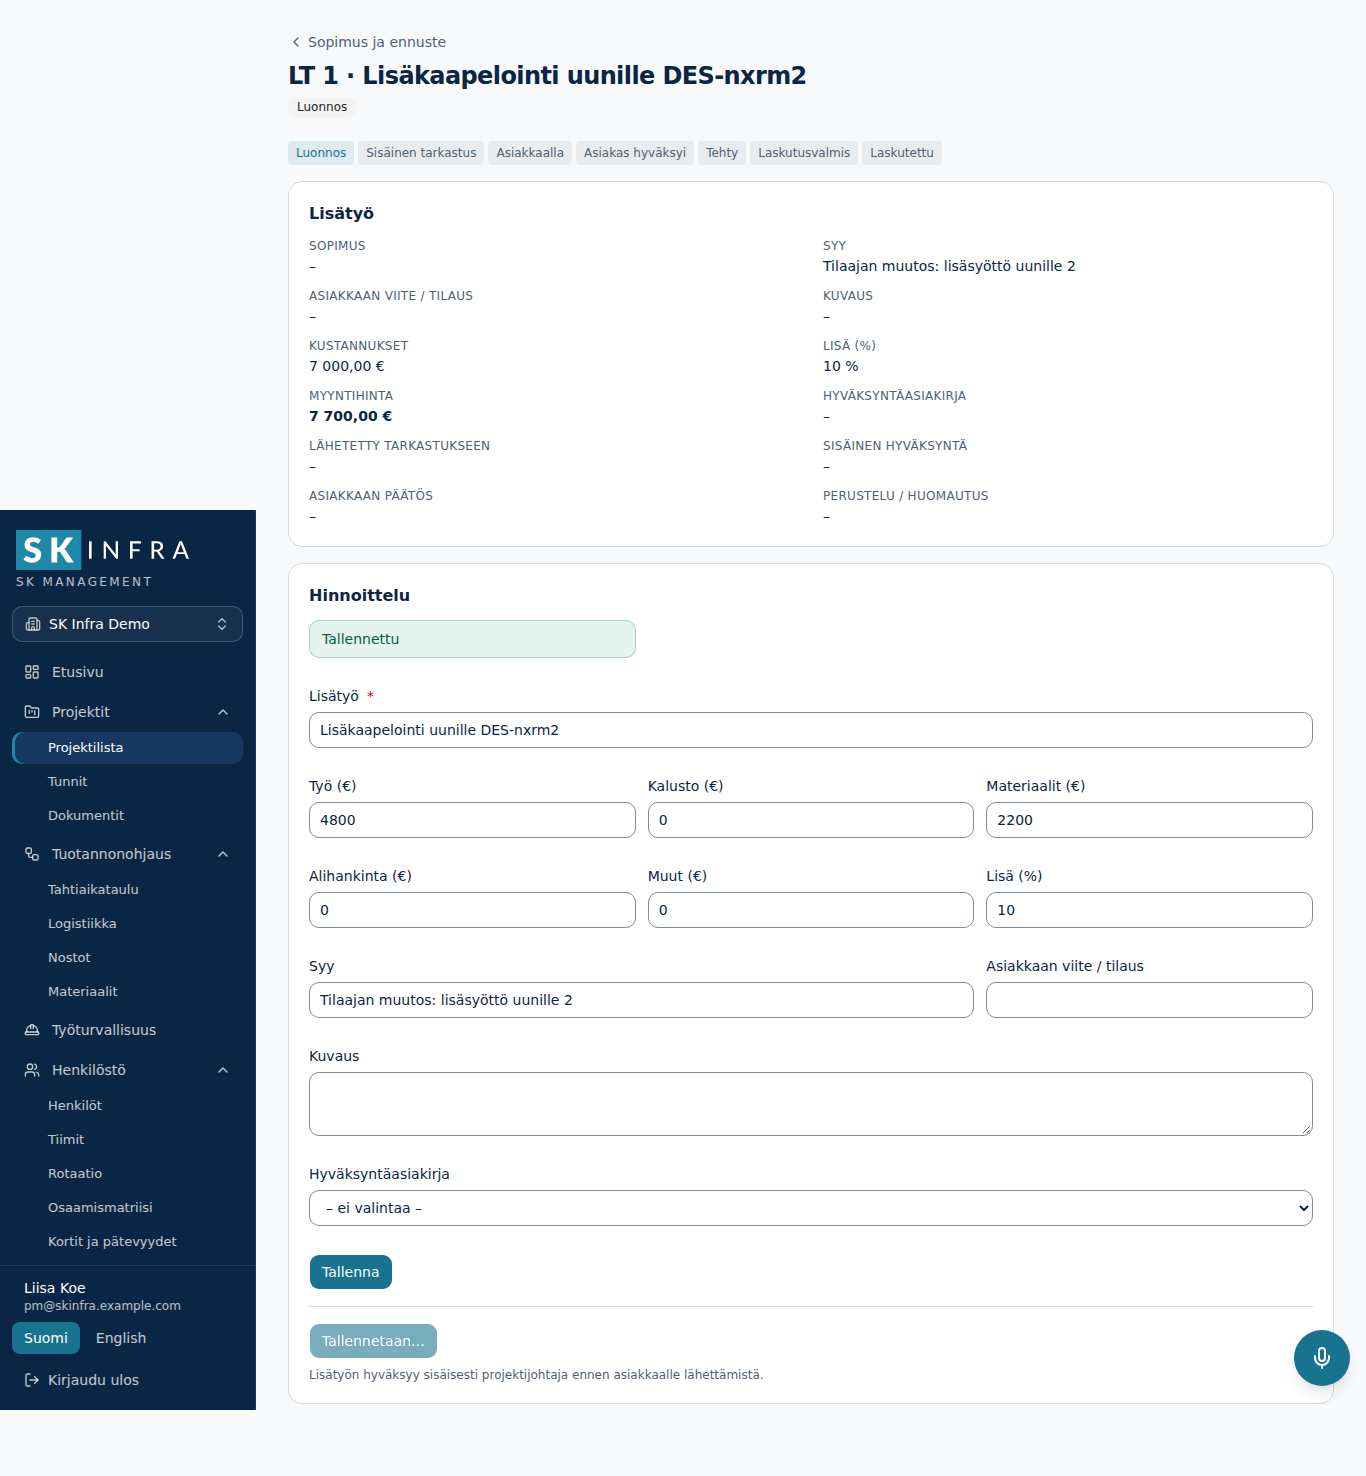 Sopimus ja ennuste
LT 1 · Lisäkaapelointi uunille DES-nxrm2
Luonnos
Luonnos Sisäinen tarkastus Asiakkaalla Asiakas hyväksyi Tehty Laskutusvalmis Laskutettu
Lisätyö
SOPIMUS
–
SYY
Tilaajan muutos: lisäsyöttö uunille 2
ASIAKKAAN VIITE / TILAUS
–
KUVAUS
–
KUSTANNUKSET
7 000,00 €
LISÄ (%)
10 %
MYYNTIHINTA
7 700,00 €
HYVÄKSYNTÄASIAKIRJA
–
LÄHETETTY TARKASTUKSEEN
–
SISÄINEN HYVÄKSYNTÄ
–
ASIAKKAAN PÄÄTÖS
–
PERUSTELU / HUOMAUTUS
–
Hinnoittelu
Tallennettu
Lisätyö *
Lisäkaapelointi uunille DES-nxrm2
Työ (€)
4800
Kalusto (€)
0
Materiaalit (€)
2200
Alihankinta (€)
0
Muut (€)
0
Lisä (%)
10
Syy
Tilaajan muutos: lisäsyöttö uunille 2
Asiakkaan viite / tilaus
Kuvaus
Hyväksyntäasiakirja
– ei valintaa –
Tallenna
Tallennetaan…
Lisätyön hyväksyy sisäisesti projektijohtaja ennen asiakkaalle lähettämistä.
SK INFRA
SK MANAGEMENT
SK Infra Demo
Etusivu
Projektit
Projektilista
Tunnit
Dokumentit
Tuotannonohjaus
Tahtiaikataulu
Logistiikka
Nostot
Materiaalit
Työturvallisuus
Henkilöstö
Henkilöt
Tiimit
Rotaatio
Osaamismatriisi
Kortit ja pätevyydet
Liisa Koe
pm@skinfra.example.com
Suomi English
Kirjaudu ulos